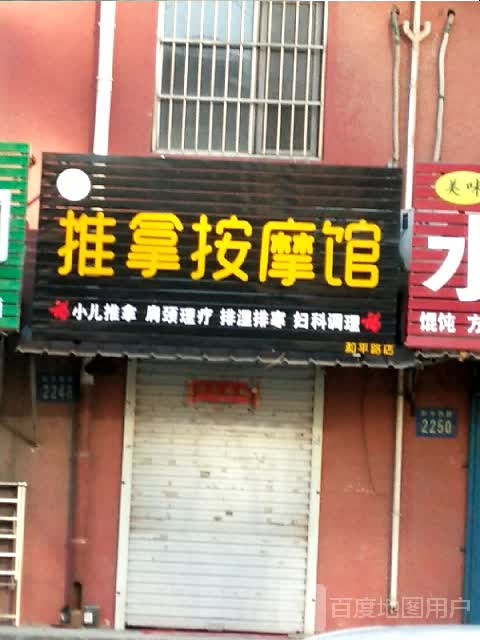 推拿按摩馆
小儿推拿 肩颈理疗 排湿排寒 妇科调理
和平路店
美味
水
馄饨 方
2248
2250
百度地图用户